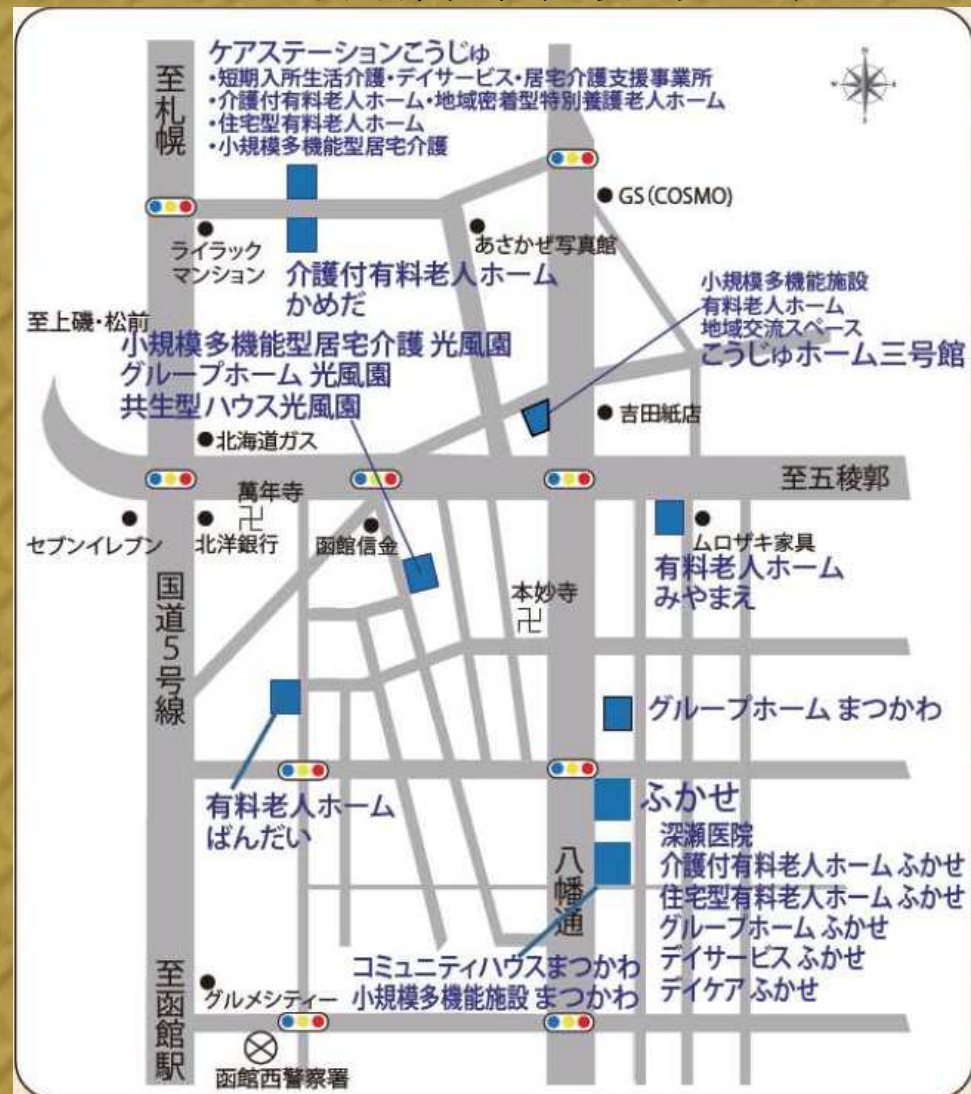 至札幌
ケアステーションこうじゅ
・短期入所生活介護・デイサービス・居宅介護支援事業所
・介護付有料老人ホーム・地域密着型特別養護老人ホーム
・住宅型有料老人ホーム
・小規模多機能型居宅介護
GS(COSMO)
ライラック
マンション
あさかぜ写真館
介護付有料老人ホーム
かめだ
小規模多機能施設
有料老人ホーム
地域交流スペース
こうじゅホーム三号館
至上磯・松前
小規模多機能型居宅介護 光風園
グループホーム 光風園
共生型ハウス光風園
吉田紙店
北海道ガス
至五稜郭
萬年寺
卍
セブンイレブン
北洋銀行
函館信金
ムロザキ家具
有料老人ホーム
みやまえ
本妙寺
卍
国道5号線
グループホーム まつかわ
有料老人ホーム
ばんだい
ふかせ
深瀬医院
介護付有料老人ホーム ふかせ
住宅型有料老人ホーム ふかせ
グループホーム ふかせ
デイサービス ふかせ
デイケア ふかせ
八幡通
コミュニティハウスまつかわ
小規模多機能施設 まつかわ
至函館駅
グルメシティー
函館西警察署